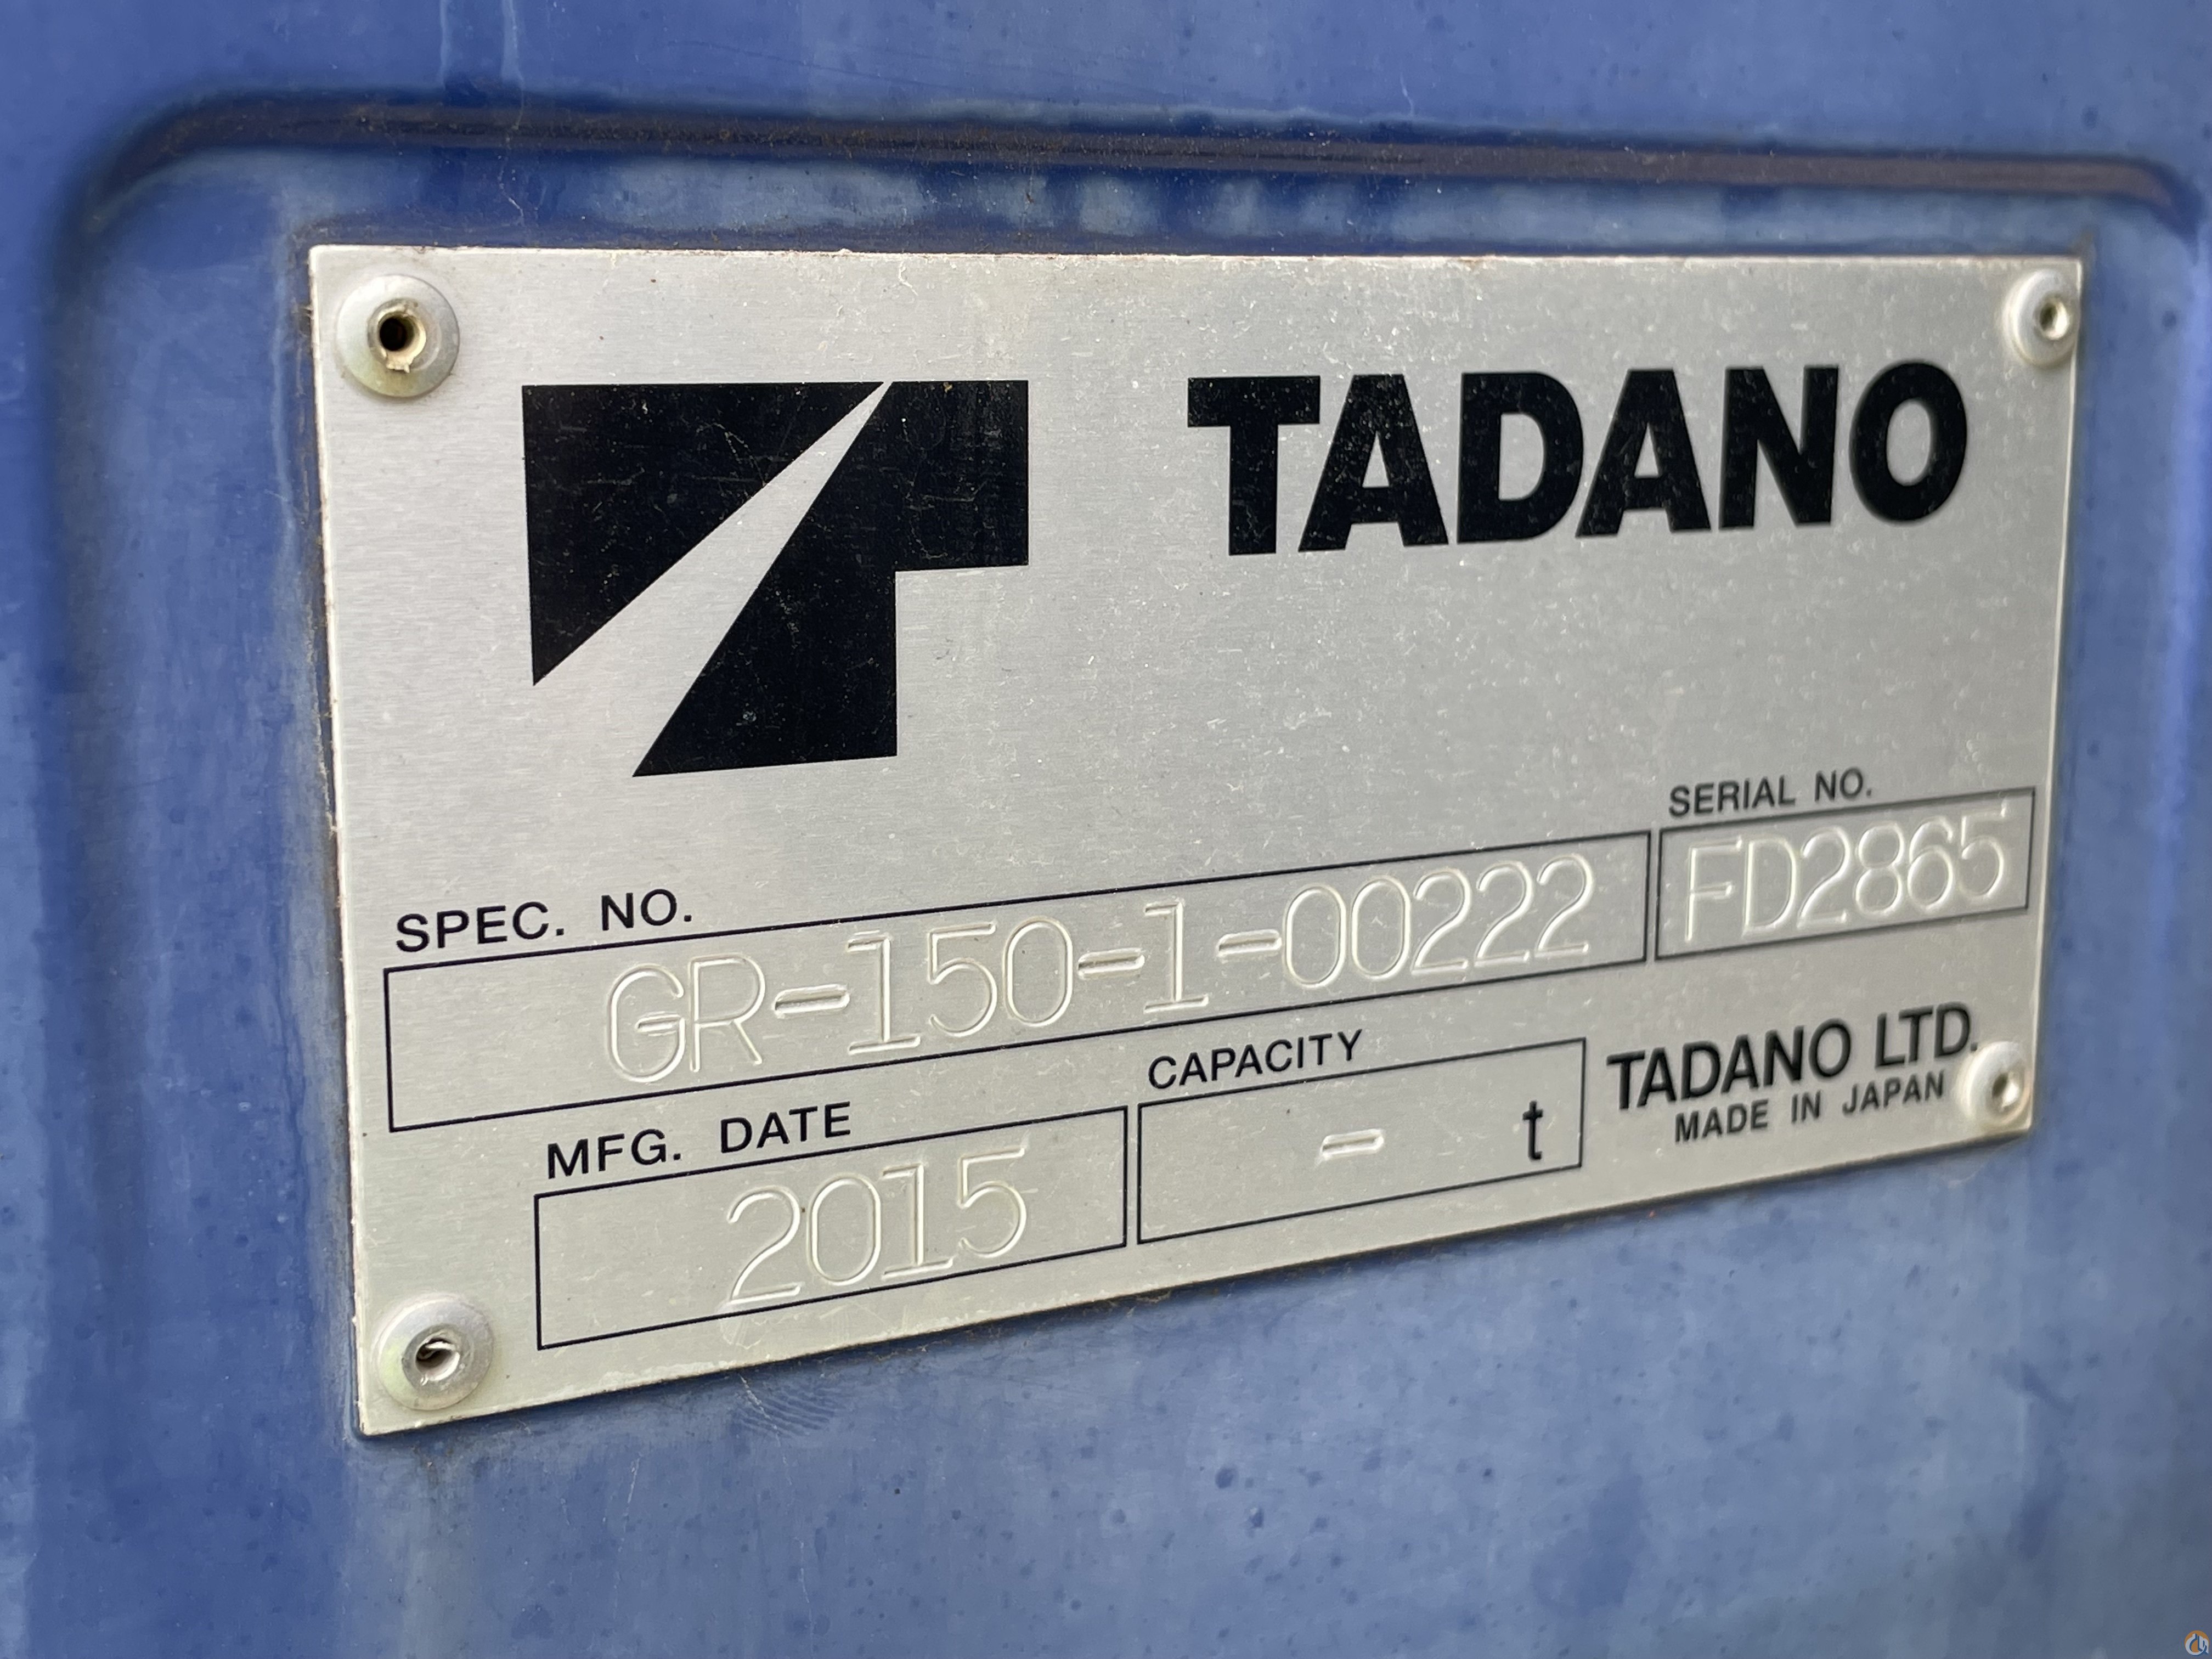 TADANO
SERIAL NO.
FD2865
SPEC. NO.
GR-150-1-00222
MFG. DATE
2015
CAPACITY
- t
TADANO LTD.
MADE IN JAPAN